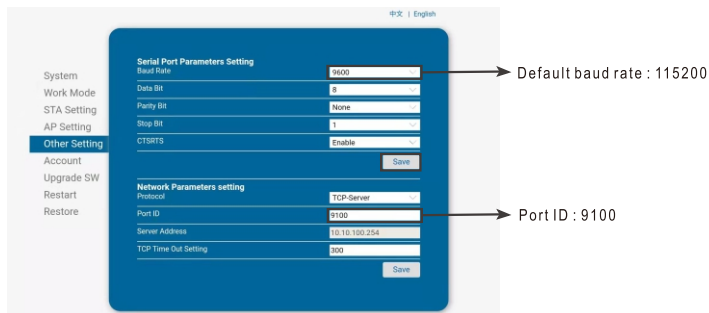 中文 | English
System
Work Mode
STA Setting
AP Setting
Other Setting
Account
Upgrade SW
Restart
Restore
Serial Port Parameters Setting
Baud Rate 9600
Data Bit 8
Parity Bit None
Stop Bit 1
CTSRTS Enable
Save
Network Parameters setting
Protocol TCP-Server
Port ID 9100
Server Address 10.10.100.254
TCP Time Out Setting 300
Save
Default baud rate : 115200
Port ID : 9100